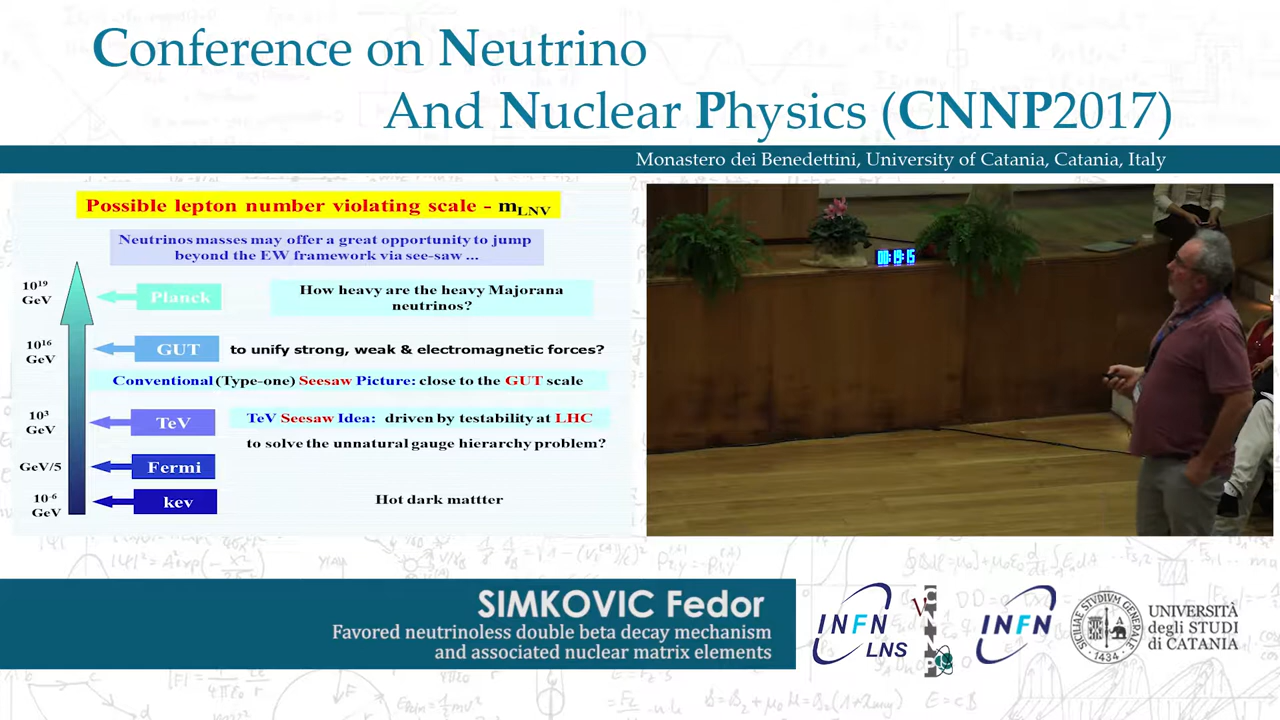 Conference on Neutrino
And Nuclear Physics (CNNP2017)
Monastero dei Benedettini, University of Catania, Catania, Italy
Possible lepton number violating scale - mLNV
Neutrinos masses may offer a great opportunity to jump
beyond the EW framework via see-saw ...
10¹⁹
GeV
Planck
How heavy are the heavy Majorana
neutrinos?
10¹⁶
GeV
GUT
to unify strong, weak & electromagnetic forces?
Conventional (Type-one) Seesaw Picture: close to the GUT scale
10³
GeV
TeV
TeV Seesaw Idea: driven by testability at LHC
to solve the unnatural gauge hierarchy problem?
GeV/5
Fermi
10⁻⁶
GeV
kev
Hot dark mattter
00:19:15
SIMKOVIC Fedor
Favored neutrinoless double beta decay mechanism
and associated nuclear matrix elements
INFN
LNS
INFN
1434
UNIVERSITÀ
degli STUDI
di CATANIA